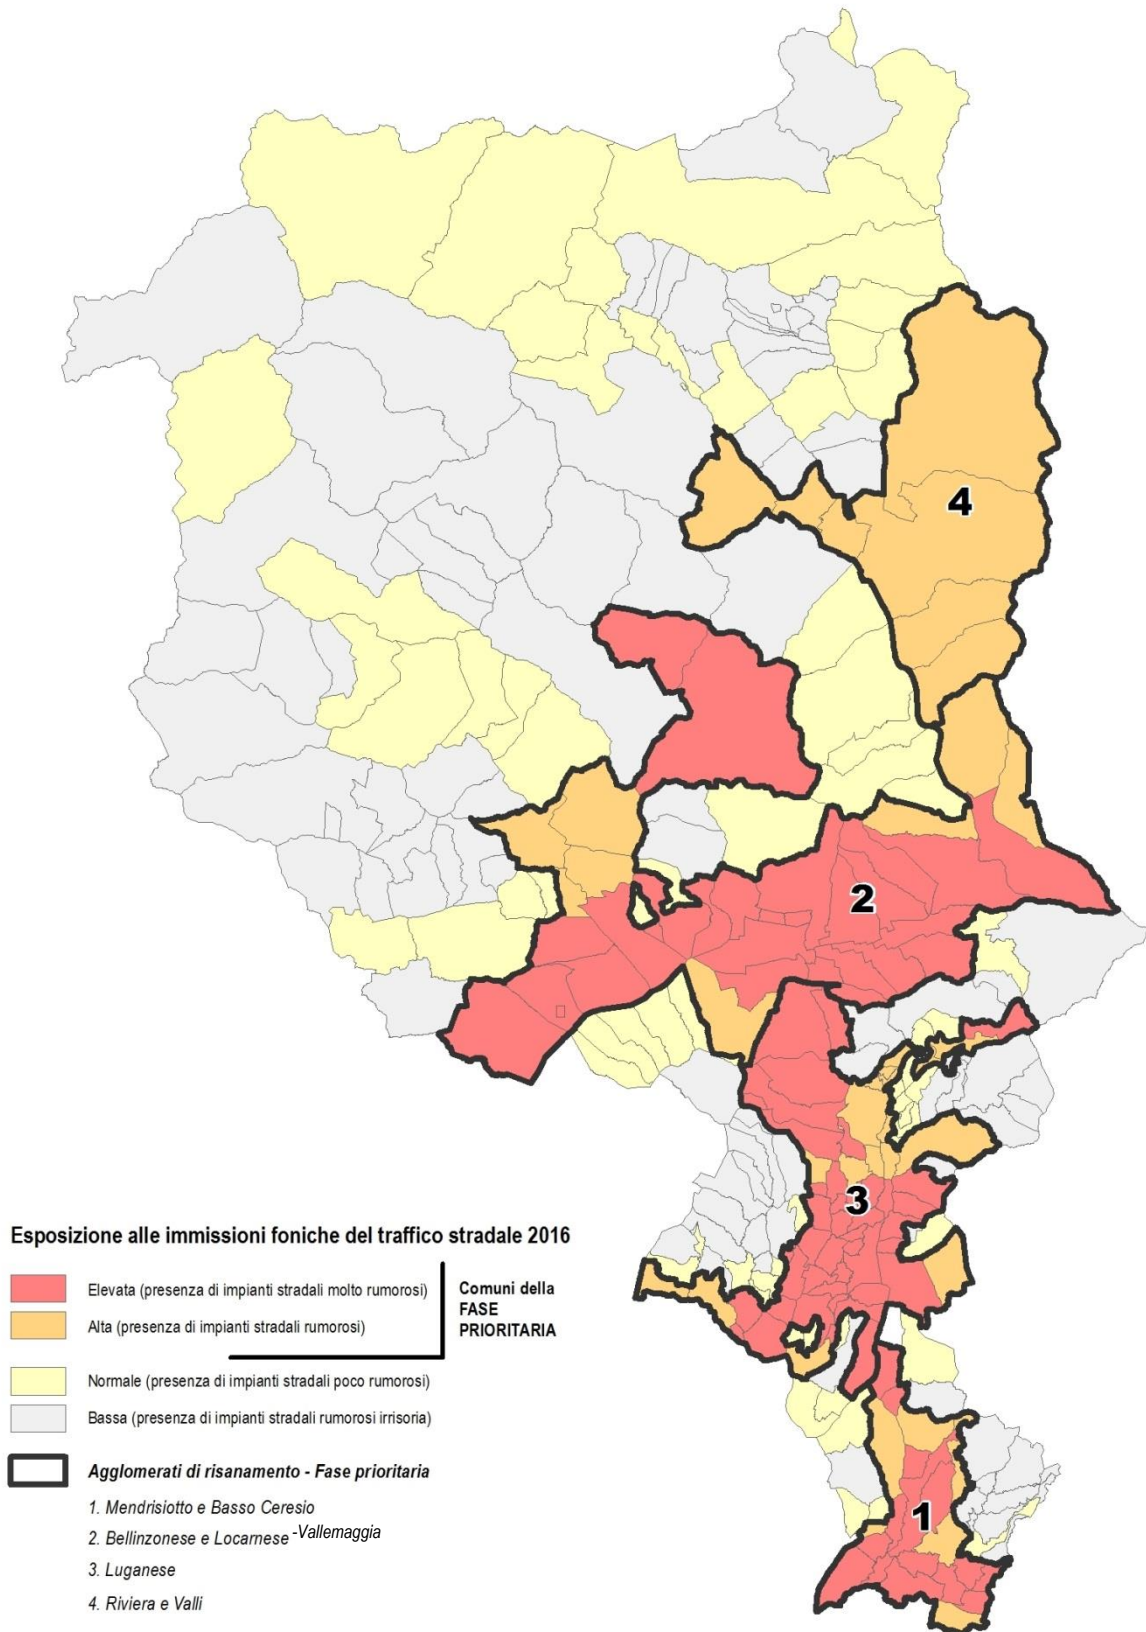 4
2
3
1
Esposizione alle immissioni foniche del traffico stradale 2016
Elevata (presenza di impianti stradali molto rumorosi)
Alta (presenza di impianti stradali rumorosi)
Comuni della
FASE
PRIORITARIA
Normale (presenza di impianti stradali poco rumorosi)
Bassa (presenza di impianti stradali rumorosi irrisoria)
Agglomerati di risanamento - Fase prioritaria
1. Mendrisiotto e Basso Ceresio
2. Bellinzonese e Locarnese -Vallemaggia
3. Luganese
4. Riviera e Valli